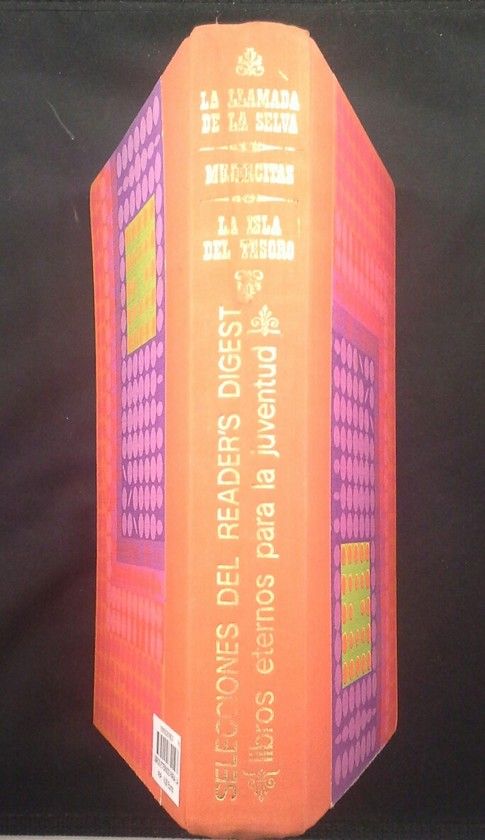 LA LLAMADA
DE LA SELVA
MUJERCITAS
LA ISLA
DEL TESORO
SELECCIONES DEL READER'S DIGEST
libros eternos para la juventud